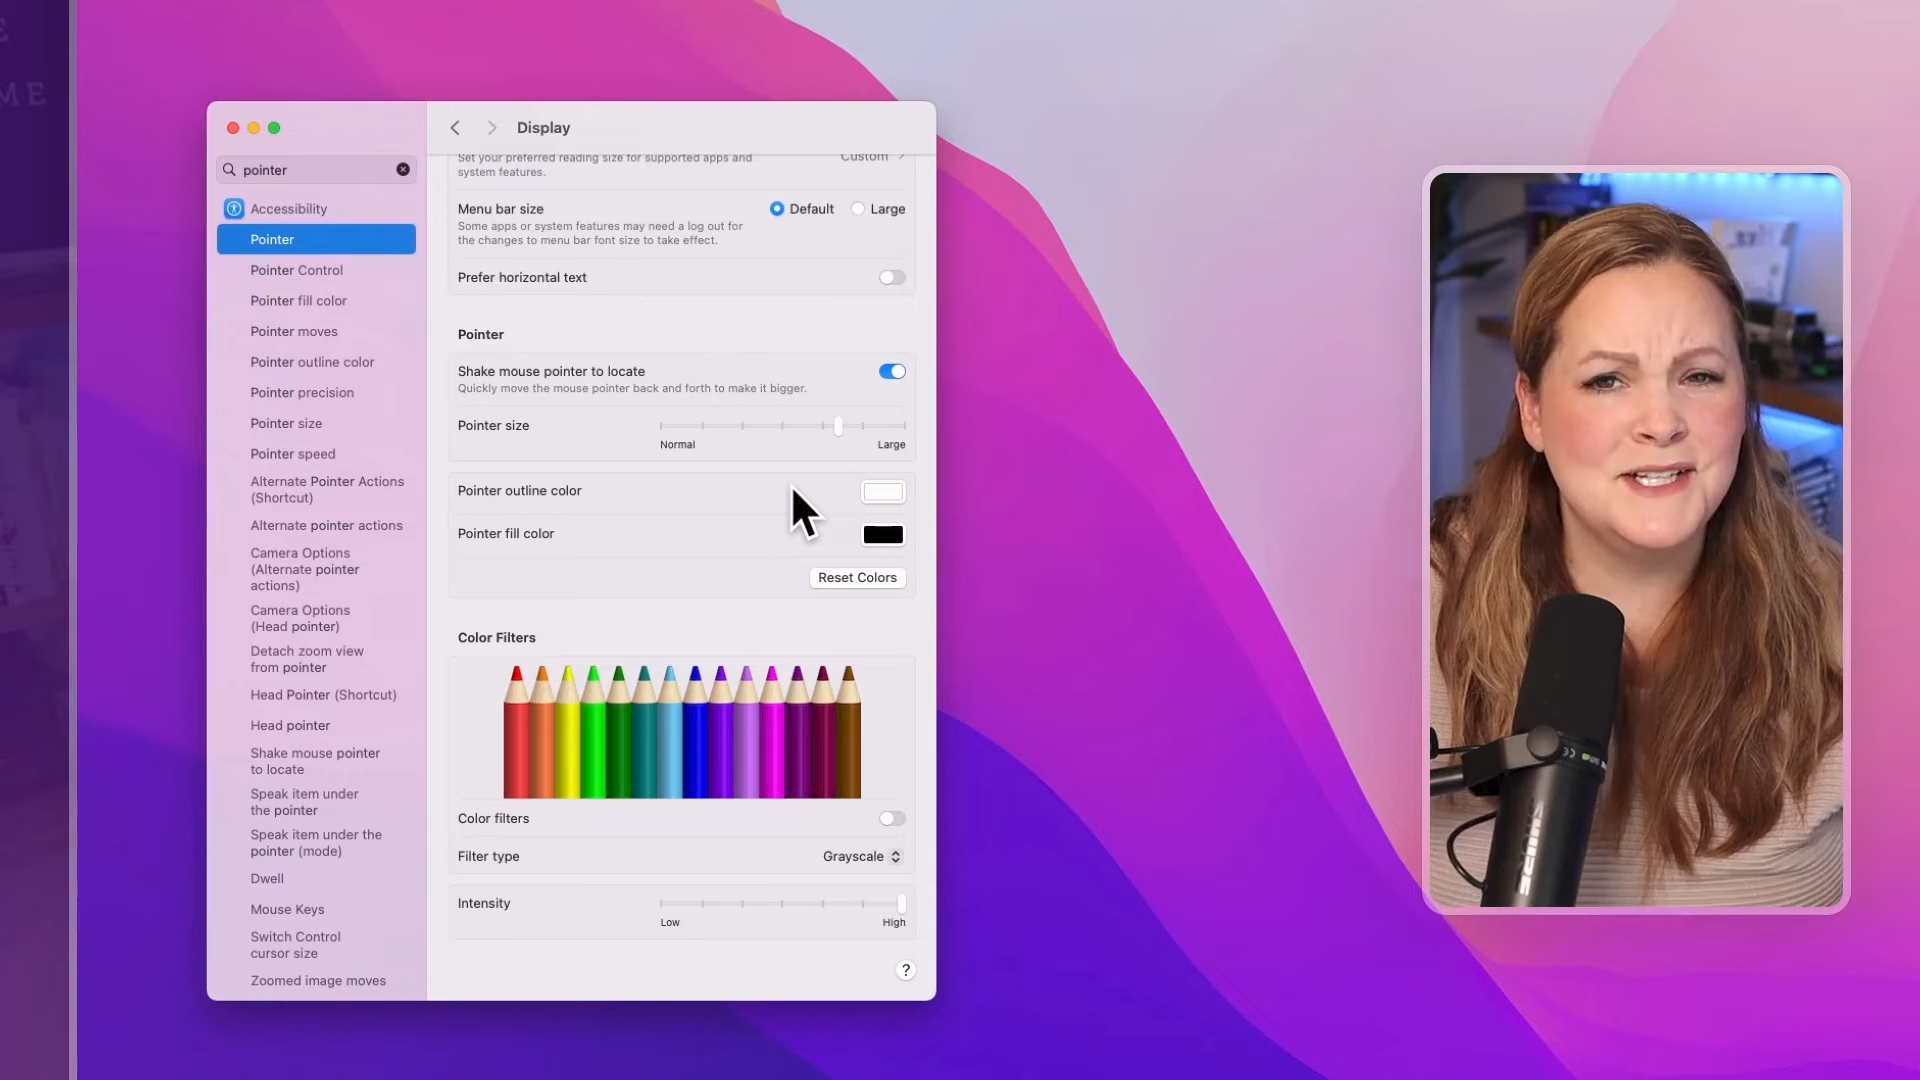 ME
pointer
Accessibility
Pointer
Pointer Control
Pointer fill color
Pointer moves
Pointer outline color
Pointer precision
Pointer size
Pointer speed
Alternate Pointer Actions
(Shortcut)
Alternate pointer actions
Camera Options
(Alternate pointer
actions)
Camera Options
(Head pointer)
Detach zoom view
from pointer
Head Pointer (Shortcut)
Head pointer
Shake mouse pointer
to locate
Speak item under
the pointer
Speak item under the
pointer (mode)
Dwell
Mouse Keys
Switch Control
cursor size
Zoomed image moves
Display
Set your preferred reading size for supported apps and
system features.
Custom
Menu bar size
Some apps or system features may need a log out for
the changes to menu bar font size to take effect.
Default
Large
Prefer horizontal text
Pointer
Shake mouse pointer to locate
Quickly move the mouse pointer back and forth to make it bigger.
Pointer size
Normal
Large
Pointer outline color
Pointer fill color
Reset Colors
Color Filters
Color filters
Filter type
Grayscale
Intensity
Low
High
?
SHURE